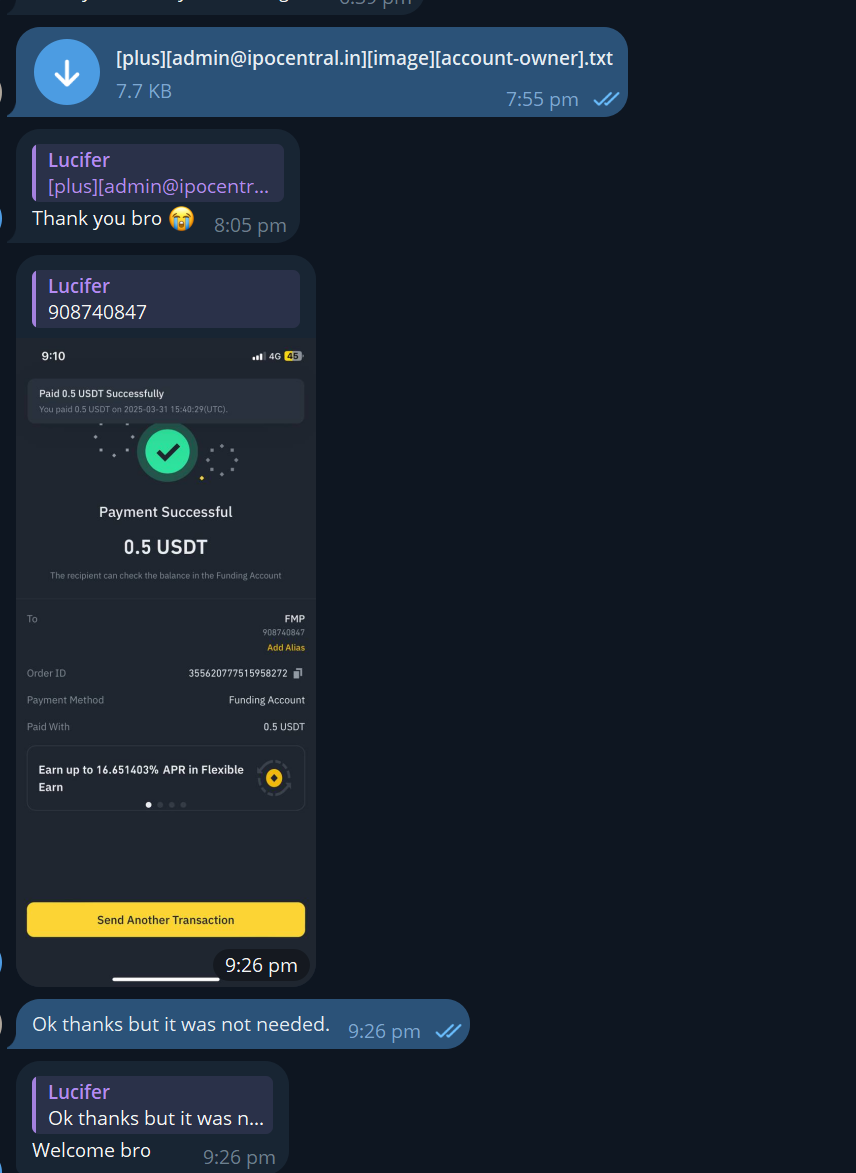 6:39 pm
[plus][admin@ipocentral.in][image][account-owner].txt
7.7 KB
7:55 pm
Lucifer
[plus][admin@ipocentr...
Thank you bro 😭
8:05 pm
Lucifer
908740847
9:10
4G 45
Paid 0.5 USDT Successfully
You paid 0.5 USDT on 2025-03-31 15:40:29(UTC).
Payment Successful
0.5 USDT
The recipient can check the balance in the Funding Account
To FMP
908740847
Add Alias
Order ID 355620777515958272
Payment Method Funding Account
Paid With 0.5 USDT
Earn up to 16.651403% APR in Flexible
Earn
Send Another Transaction
9:26 pm
Ok thanks but it was not needed. 9:26 pm
Lucifer
Ok thanks but it was n...
Welcome bro 9:26 pm